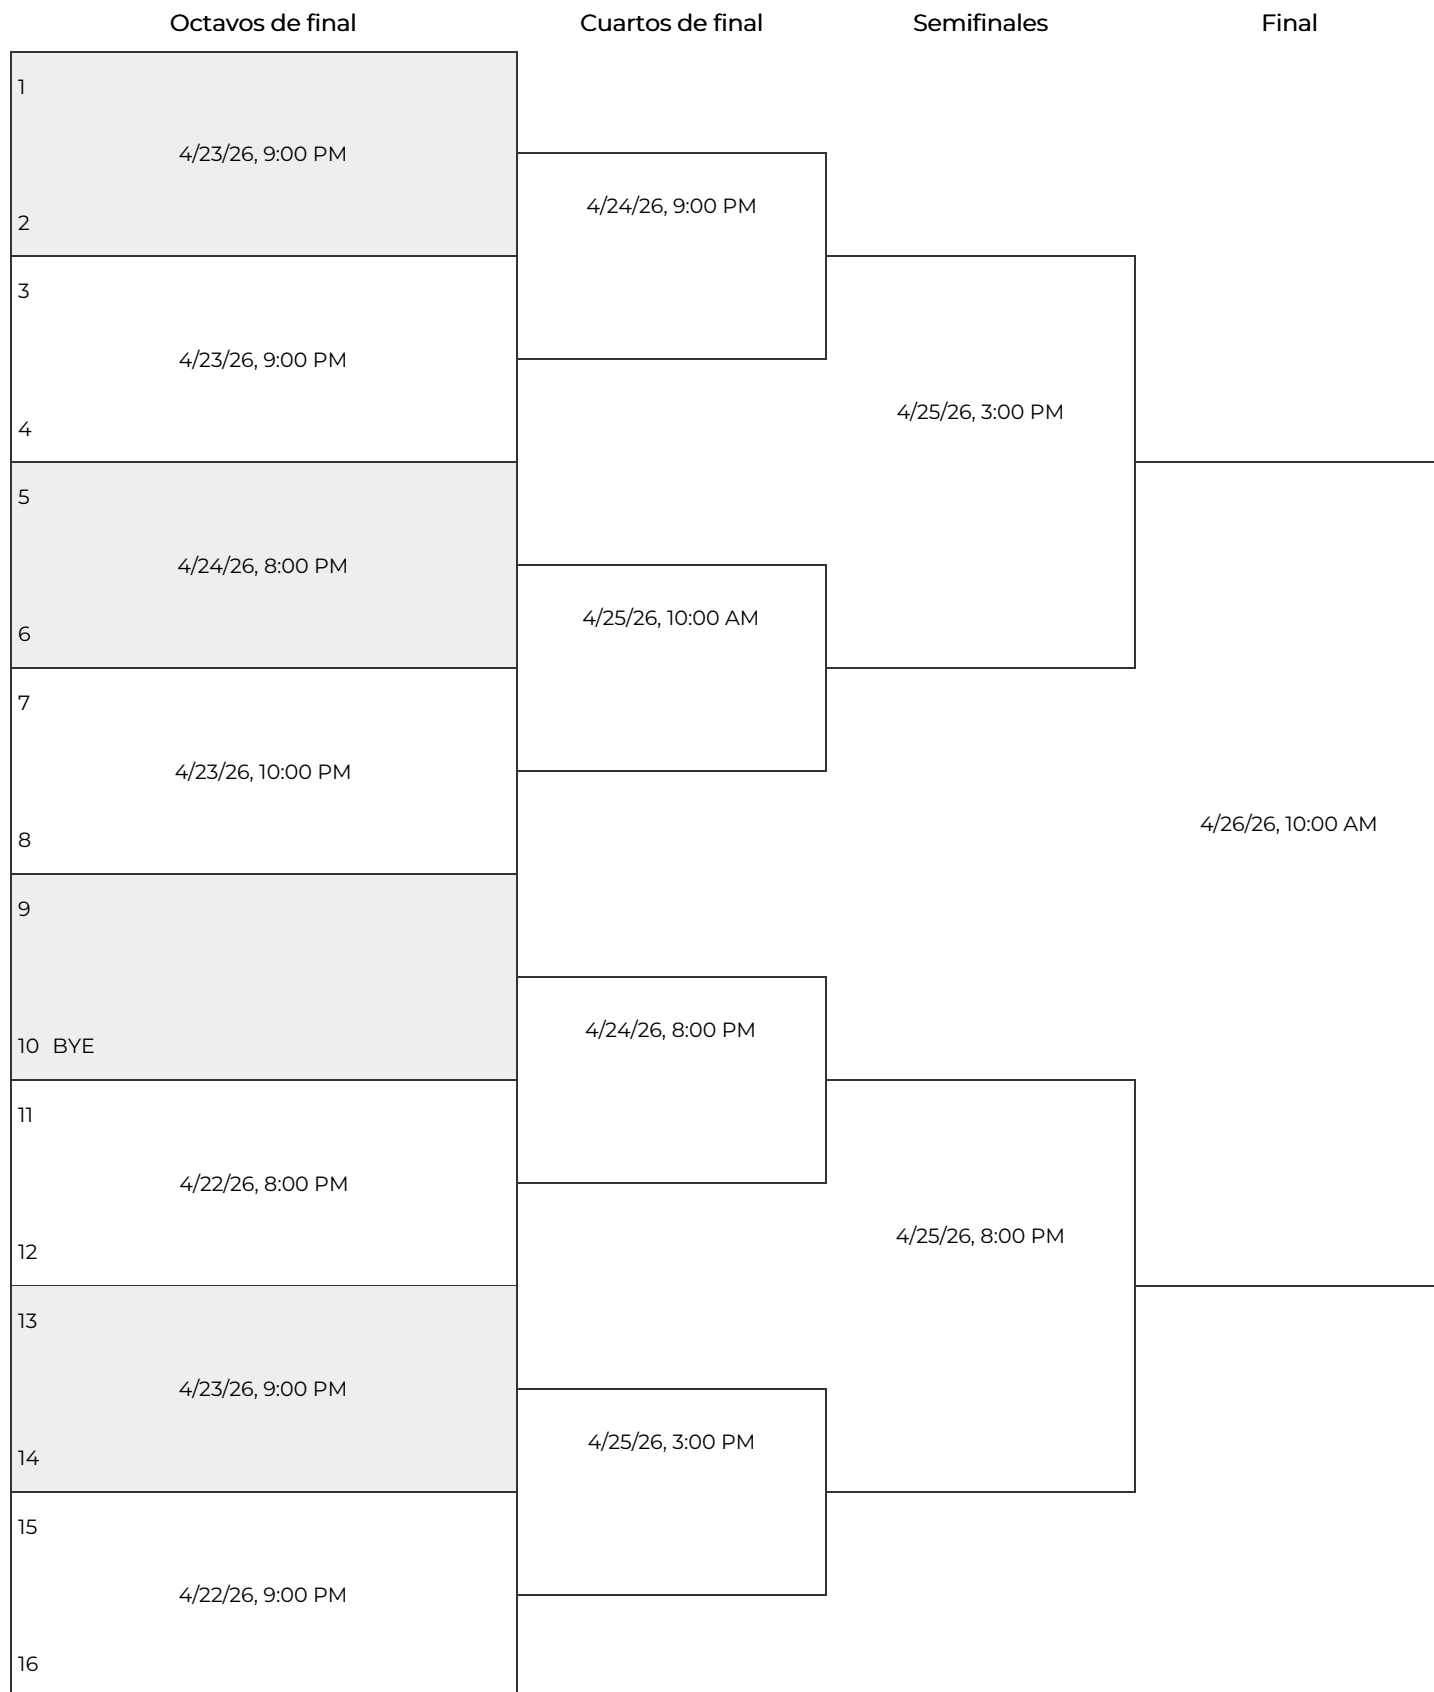 Octavos de final Cuartos de final Semifinales Final
1
4/23/26, 9:00 PM
2
4/24/26, 9:00 PM
3
4/23/26, 9:00 PM
4
4/25/26, 3:00 PM
5
4/24/26, 8:00 PM
6
4/25/26, 10:00 AM
7
4/23/26, 10:00 PM
8
4/26/26, 10:00 AM
9
10 BYE
4/24/26, 8:00 PM
11
4/22/26, 8:00 PM
12
4/25/26, 8:00 PM
13
4/23/26, 9:00 PM
14
4/25/26, 3:00 PM
15
4/22/26, 9:00 PM
16